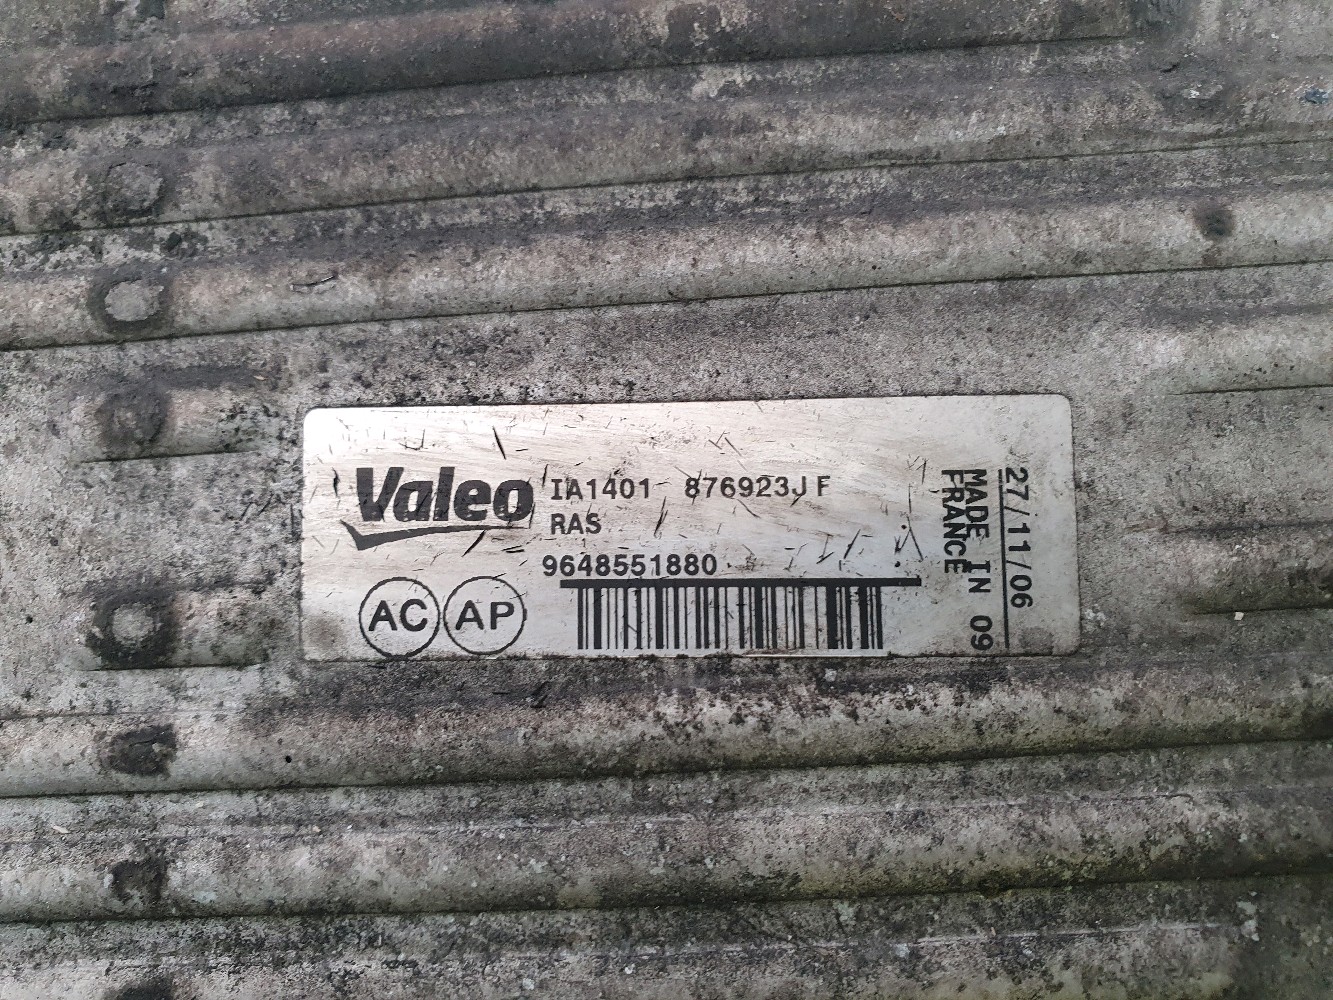 Valeo IA1401 876923J F
RAS
9648551880
AC AP
27/11/06
MADE IN 09
FRANCE